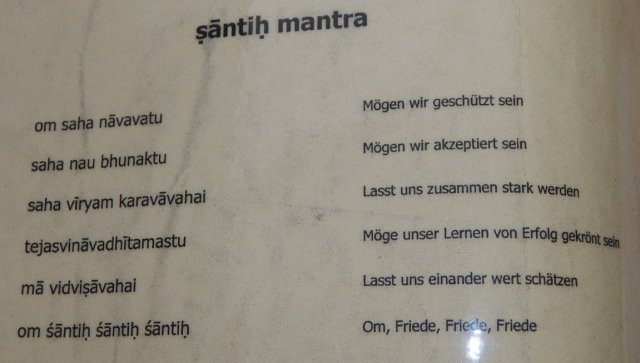 ṣāntiḥ mantra
om saha nāvavatu
Mögen wir geschützt sein
saha nau bhunaktu
Mögen wir akzeptiert sein
saha vīryam karavāvahai
Lasst uns zusammen stark werden
tejasvināvadhītamastu
Möge unser Lernen von Erfolg gekrönt sein
mā vidviṣāvahai
Lasst uns einander wert schätzen
om śāntiḥ śāntiḥ śāntiḥ
Om, Friede, Friede, Friede